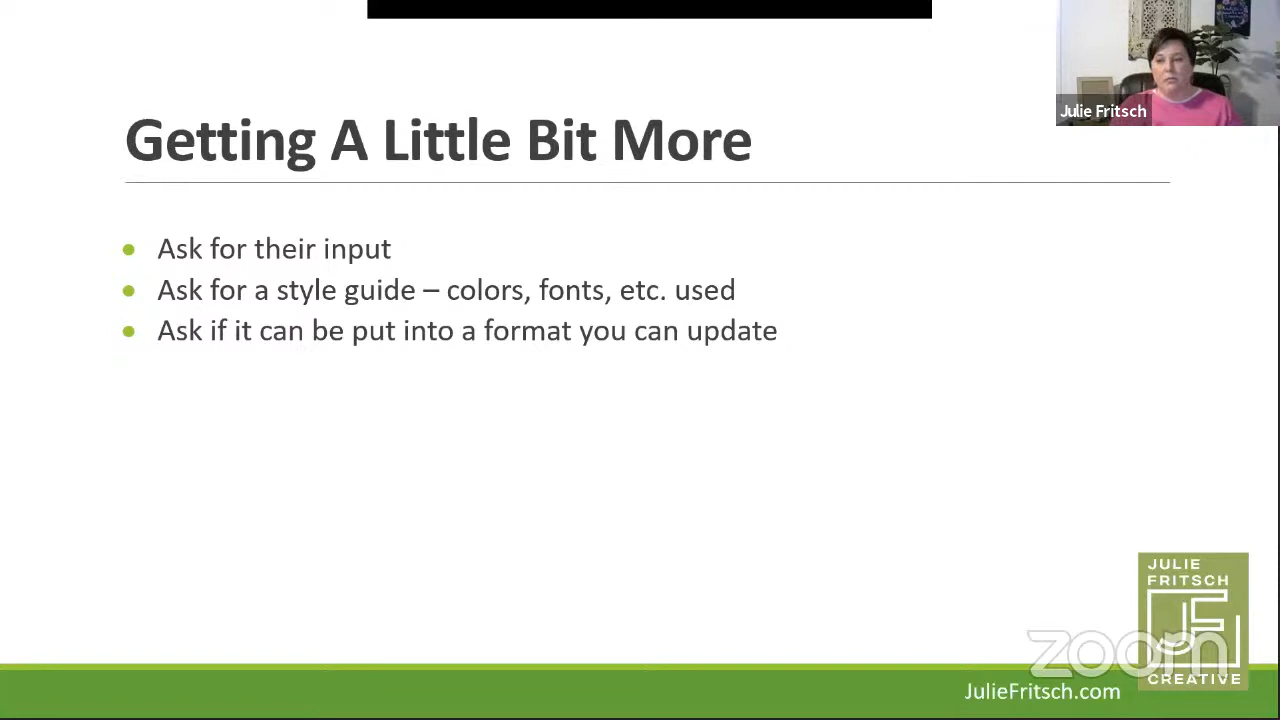 Julie Fritsch
Getting A Little Bit More
Ask for their input
Ask for a style guide – colors, fonts, etc. used
Ask if it can be put into a format you can update
JULIE
FRITSCH
JF
zoom
CREATIVE
JulieFritsch.com